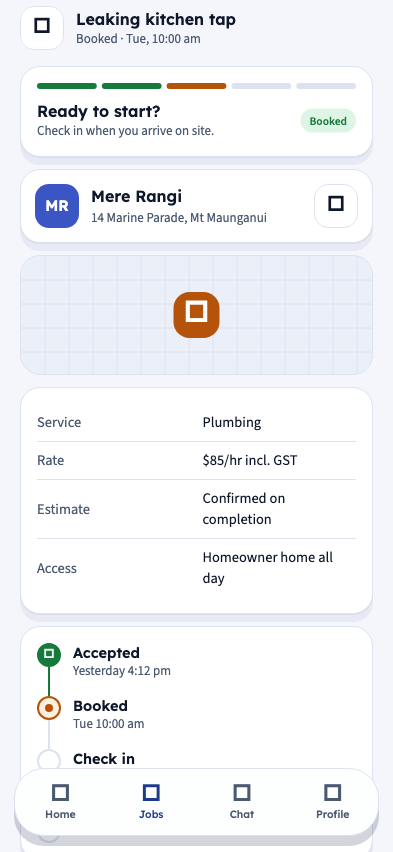 Leaking kitchen tap
Booked · Tue, 10:00 am
Ready to start?
Check in when you arrive on site.
Booked
MR
Mere Rangi
14 Marine Parade, Mt Maunganui
Service
Plumbing
Rate
$85/hr incl. GST
Estimate
Confirmed on
completion
Access
Homeowner home all
day
Accepted
Yesterday 4:12 pm
Booked
Tue 10:00 am
Check in
Home
Jobs
Chat
Profile